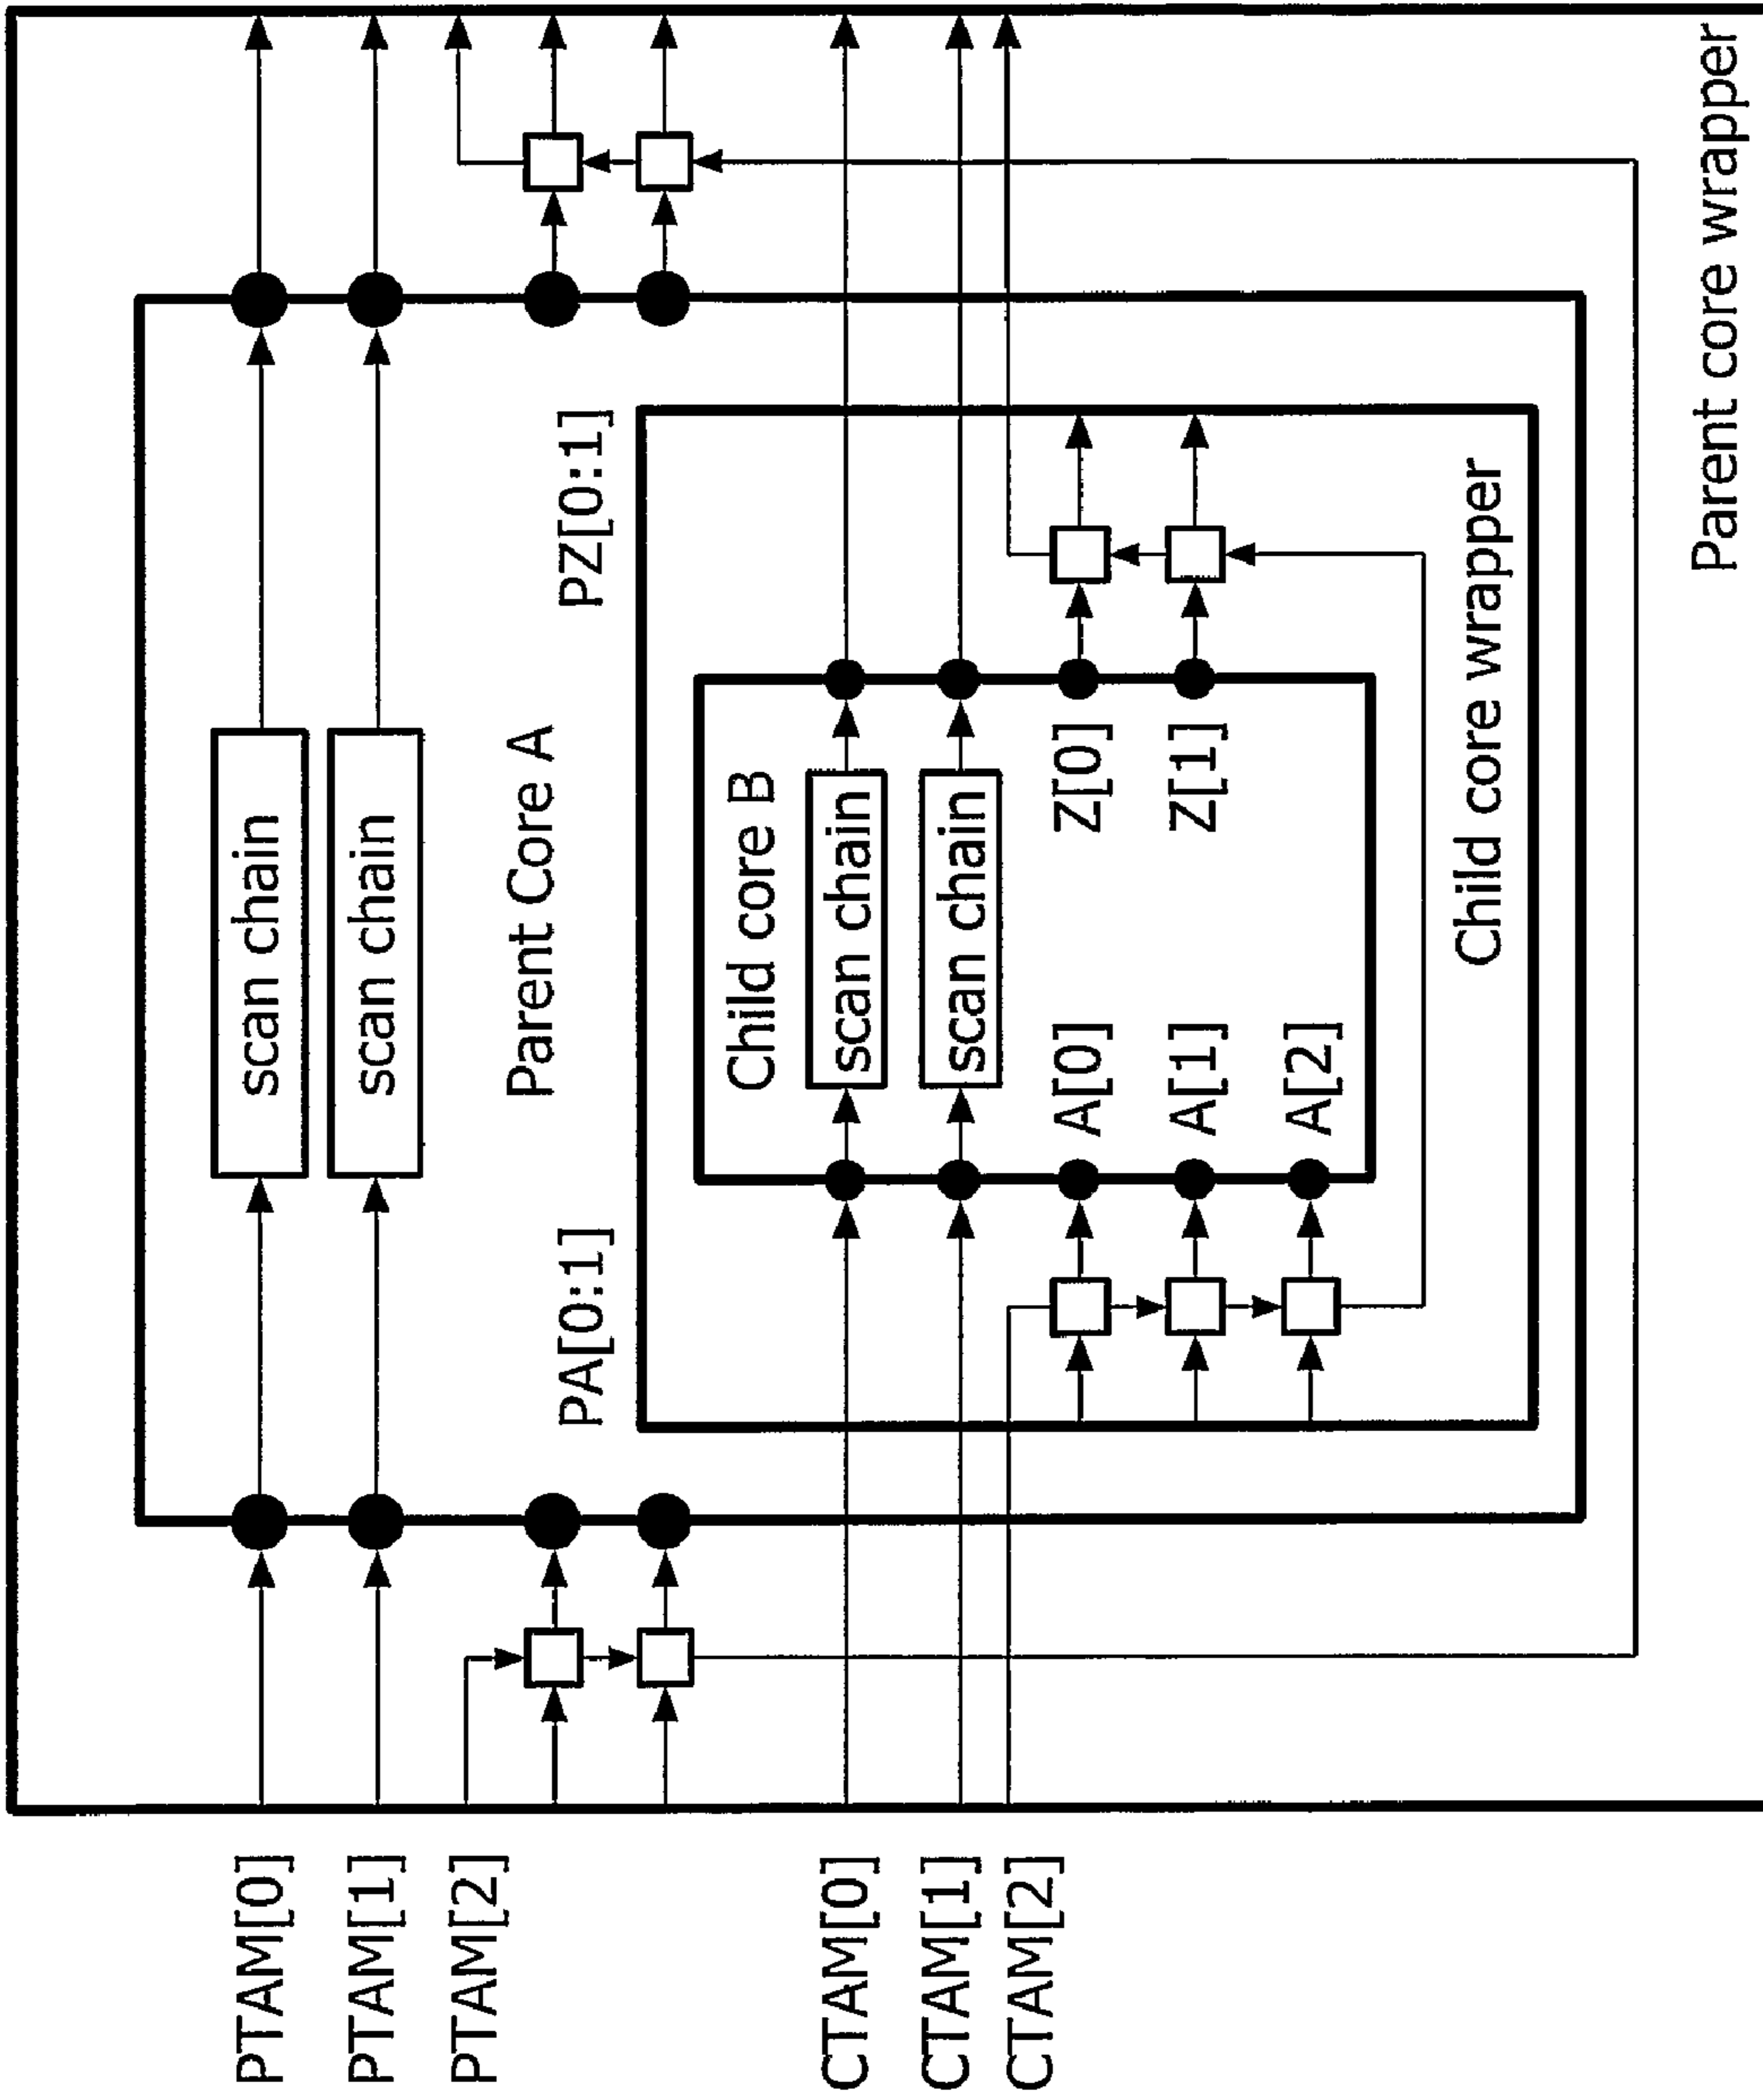 PTAM[0]
scan chain
PTAM[1]
scan chain
PTAM[2]
Parent Core A
PA[0:1]
PZ[0:1]
Child core B
CTAM[0]
scan chain
CTAM[1]
scan chain
CTAM[2]
A[0]
Z[0]
A[1]
Z[1]
A[2]
Child core wrapper
Parent core wrapper